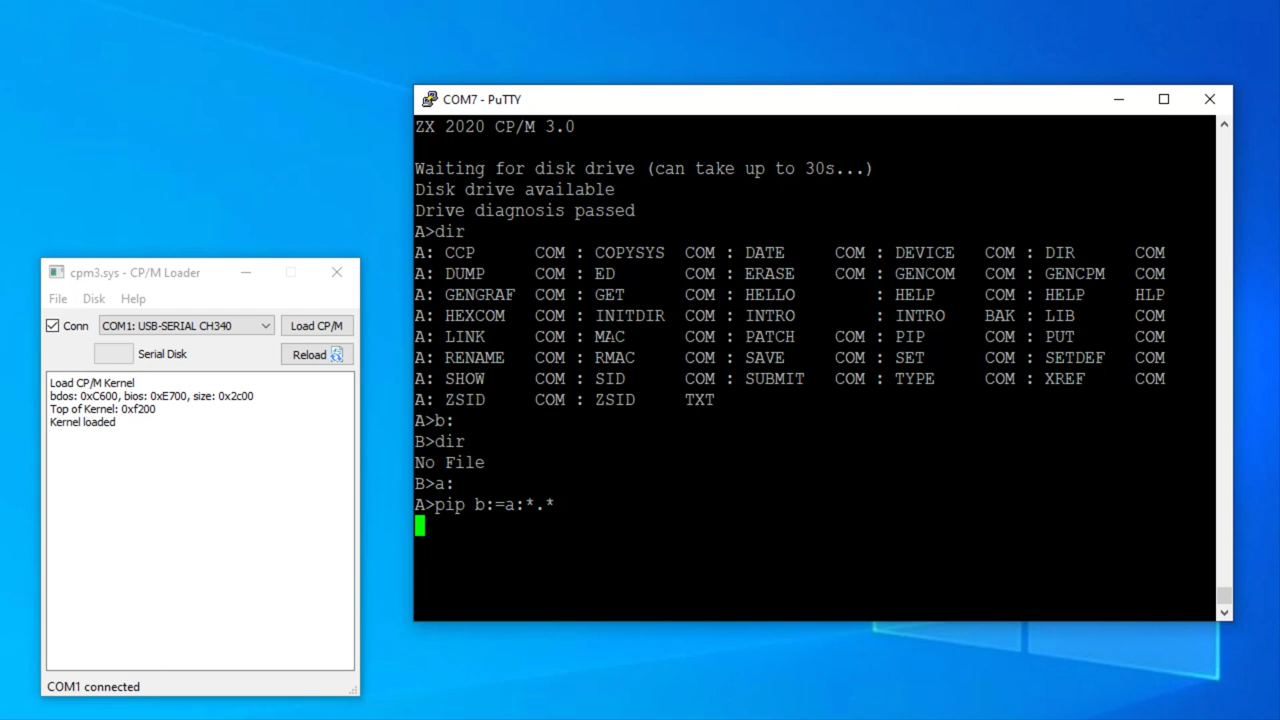 cpm3.sys - CP/M Loader
File Disk Help
Conn COM1: USB-SERIAL CH340 Load CP/M
Serial Disk Reload
Load CP/M Kernel
bdos: 0xC600, bios: 0xE700, size: 0x2c00
Top of Kernel: 0xf200
Kernel loaded
COM1 connected
COM7 - PuTTY
ZX 2020 CP/M 3.0
Waiting for disk drive (can take up to 30s...)
Disk drive available
Drive diagnosis passed
A>dir
A: CCP COM : COPYSYS COM : DATE COM : DEVICE COM : DIR COM
A: DUMP COM : ED COM : ERASE COM : GENCOM COM : GENCPM COM
A: GENGRAF COM : GET COM : HELLO : HELP COM : HELP HLP
A: HEXCOM COM : INITDIR COM : INTRO : INTRO BAK : LIB COM
A: LINK COM : MAC COM : PATCH COM : PIP COM : PUT COM
A: RENAME COM : RMAC COM : SAVE COM : SET COM : SETDEF COM
A: SHOW COM : SID COM : SUBMIT COM : TYPE COM : XREF COM
A: ZSID COM : ZSID TXT
A>b:
B>dir
No File
B>a:
A>pip b:=a:*.*